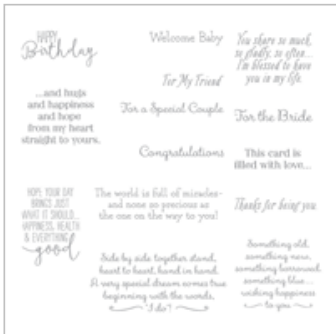 HAPPY
Birthday
...and hugs
and happiness
and hope
from my heart
straight to yours.
HOPE YOUR DAY
BRINGS JUST
WHAT IT SHOULD...
HAPPINESS, HEALTH
& EVERYTHING
good
Welcome Baby
For My Friend
For a Special Couple
Congratulations
You share so much,
so gladly, so often...
I'm blessed to have
you in my life.
For the Bride
This card is
filled with love...
The world is full of miracles-
and none so precious as
the one on the way to you!
Thanks for being you.
Side by side together stand,
heart to heart, hand in hand.
A very special dream comes true
beginning with the words,
"I do"!
Something old,
something new,
something borrowed,
something blue...
wishing happiness
to you